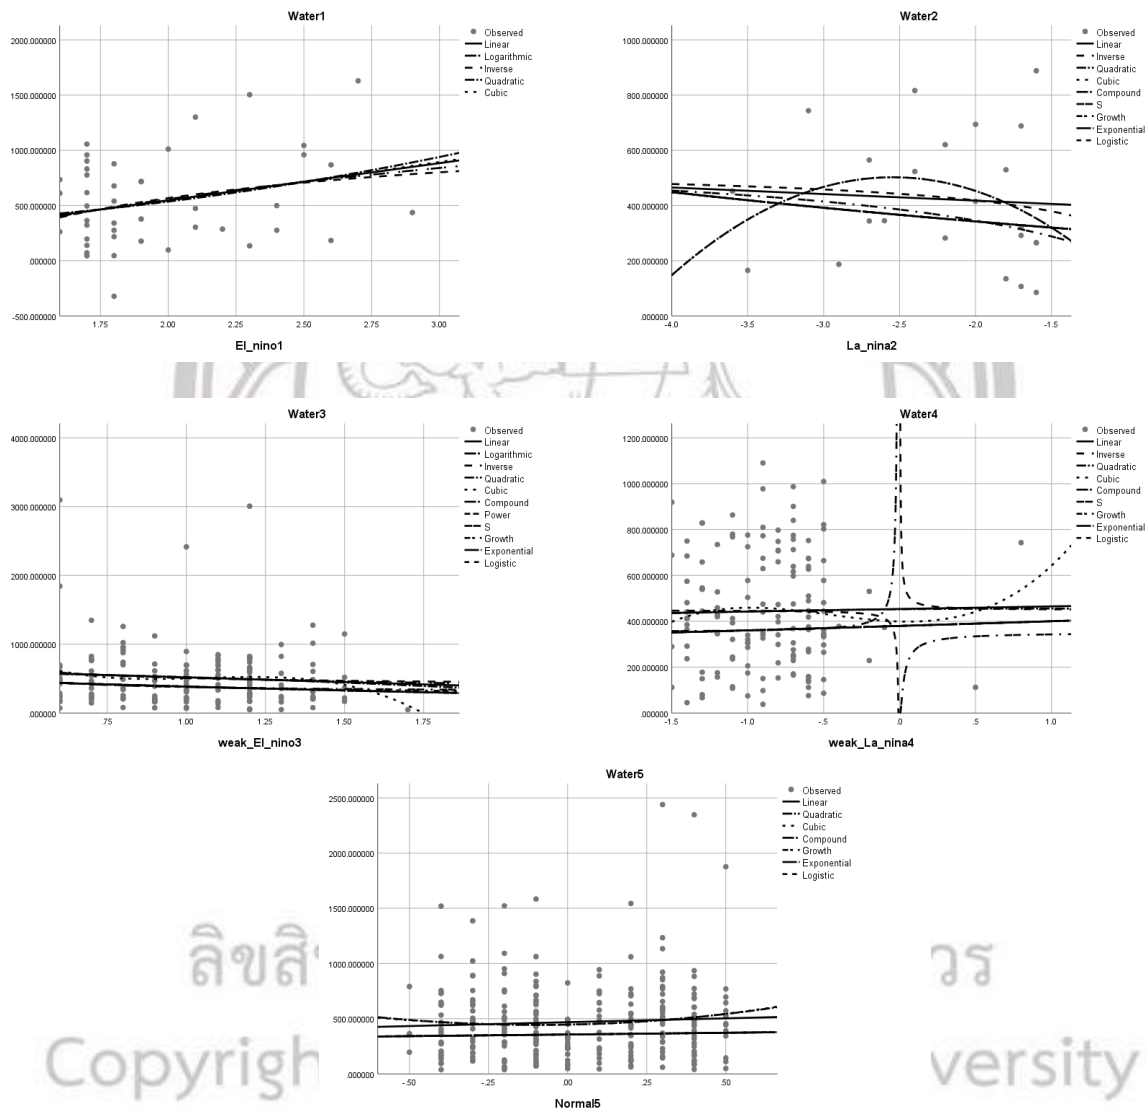 Water1
2000.000000
1500.000000
1000.000000
500.000000
.000000
-500.000000
1.75 2.00 2.25 2.50 2.75 3.00
El_nino1
Observed
Linear
Logarithmic
Inverse
Quadratic
Cubic
Water2
1000.000000
800.000000
600.000000
400.000000
200.000000
.000000
-4.0 -3.5 -3.0 -2.5 -2.0 -1.5
La_nina2
Observed
Linear
Inverse
Quadratic
Cubic
Compound
S
Growth
Exponential
Logistic
Water3
4000.000000
3000.000000
2000.000000
1000.000000
.000000
.75 1.00 1.25 1.50 1.75
weak_El_nino3
Observed
Linear
Logarithmic
Inverse
Quadratic
Cubic
Compound
Power
S
Growth
Exponential
Logistic
Water4
1200.000000
1000.000000
800.000000
600.000000
400.000000
200.000000
.000000
-1.5 -1.0 -.5 .0 .5 1.0
weak_La_nina4
Observed
Linear
Inverse
Quadratic
Cubic
Compound
S
Growth
Exponential
Logistic
Water5
2500.000000
2000.000000
1500.000000
1000.000000
500.000000
.000000
-.50 -.25 .00 .25 .50
Normal5
Observed
Linear
Quadratic
Cubic
Compound
Growth
Exponential
Logistic
ลิขสิ วร
Copyrigh versity